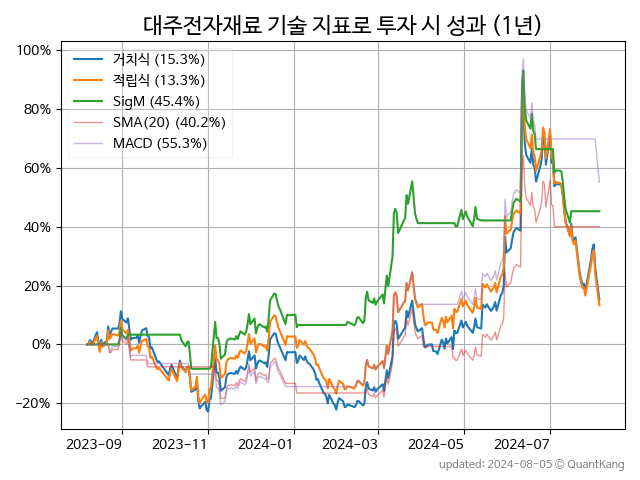 대주전자재료 기술 지표로 투자 시 성과 (1년)
100%
80%
60%
40%
20%
0%
−20%
거치식 (15.3%)
적립식 (13.3%)
SigM (45.4%)
SMA(20) (40.2%)
MACD (55.3%)
2023−09
2023−11
2024−01
2024−03
2024−05
2024−07
updated: 2024−08−05 © QuantKang